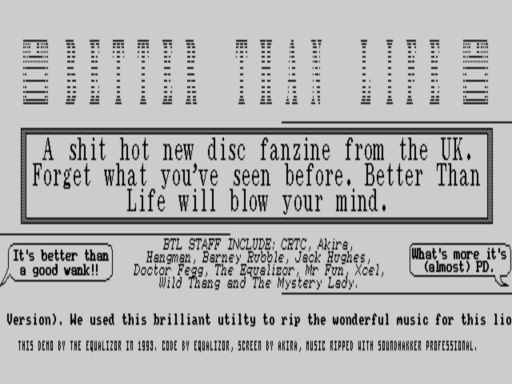 BETTER THAN LIFE
A shit hot new disc fanzine from the UK.
Forget what you've seen before. Better Than
Life will blow your mind.
It's better than
a good wank!!
BTL STAFF INCLUDE: CRTC, Akira,
Hangman, Barney Rubble, Jack Hughes,
Doctor Fegg, The Equalizor, Mr Fun, Xcel,
Wild Thang and The Mystery Lady.
What's more it's
(almost) PD.
Version). We used this brilliant utilty to rip the wonderful music for this lio
THIS DEMO BY THE EQUALIZOR IN 1993. CODE BY EQUALIZOR, SCREEN BY AKIRA, MUSIC RIPPED WITH SOUNDHAKKER PROFESSIONAL.